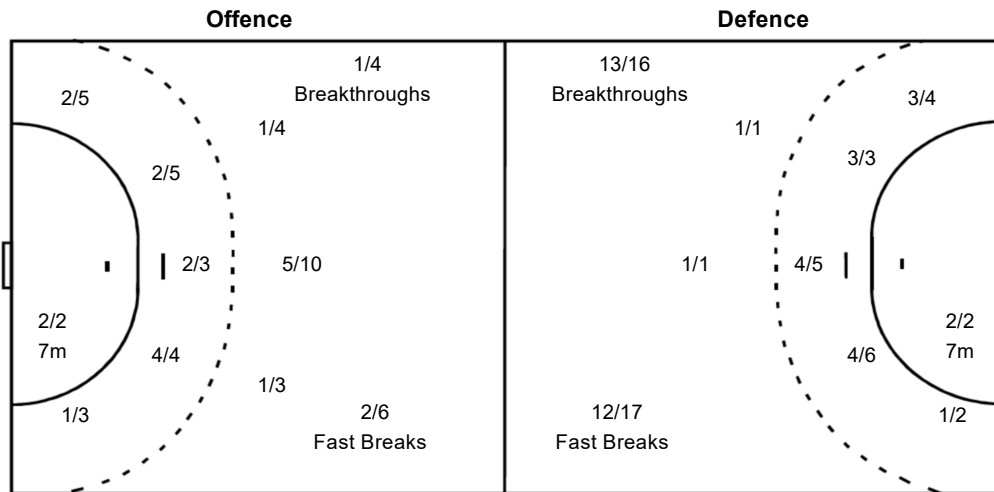 Offence
Defence
1/4
Breakthroughs
13/16
Breakthroughs
2/5
3/4
1/4
1/1
2/5
3/3
2/3
5/10
1/1
4/5
2/2
7m
2/2
7m
4/4
4/6
1/3
1/3
2/6
Fast Breaks
12/17
Fast Breaks
1/2